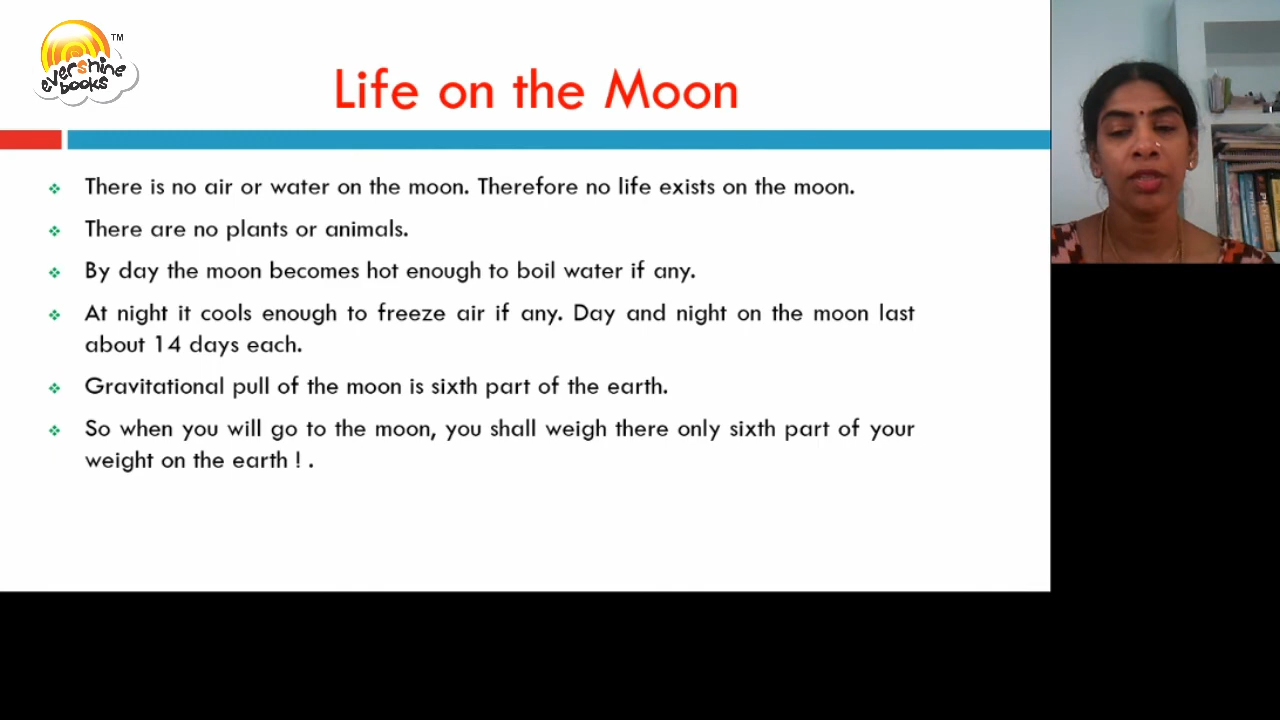 evershine
books
TM
Life on the Moon
There is no air or water on the moon. Therefore no life exists on the moon.
There are no plants or animals.
By day the moon becomes hot enough to boil water if any.
At night it cools enough to freeze air if any. Day and night on the moon last
about 14 days each.
Gravitational pull of the moon is sixth part of the earth.
So when you will go to the moon, you shall weigh there only sixth part of your
weight on the earth ! .